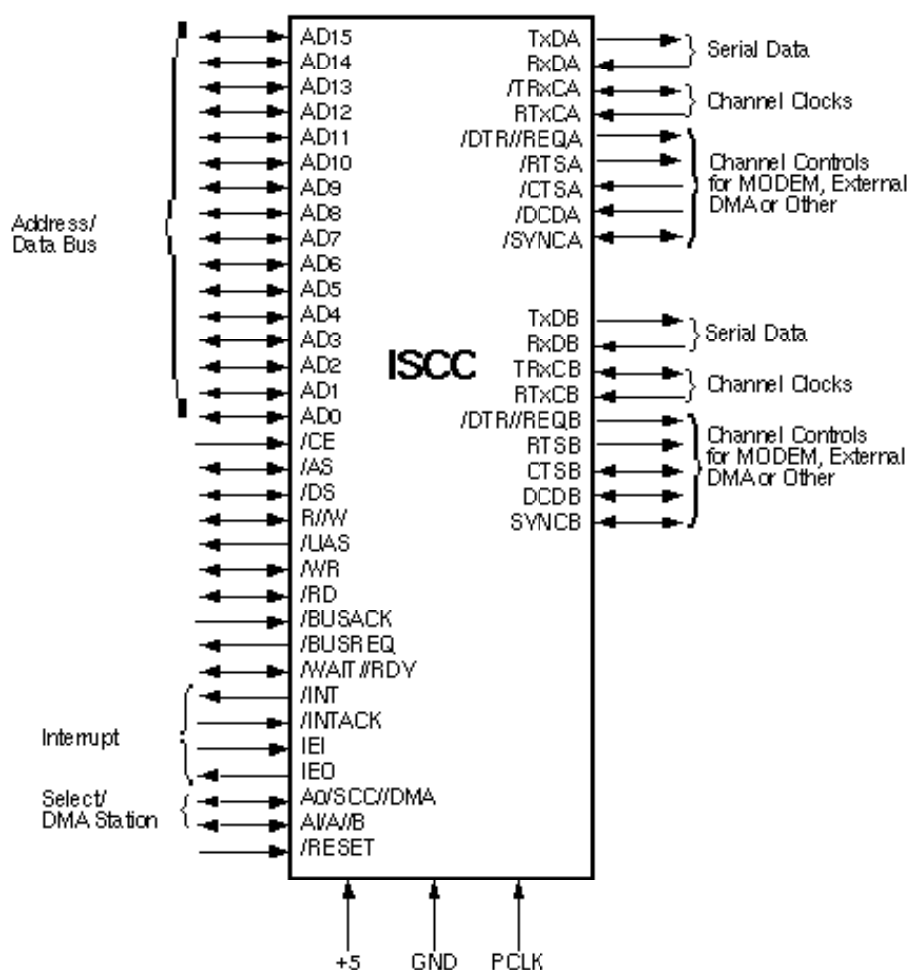 AD15
AD14
AD13
AD12
AD11
AD10
AD9
AD8
AD7
AD6
AD5
AD4
AD3
AD2
AD1
AD0
/CE
/AS
/DS
R//W
/UAS
/WR
/RD
/BUSACK
/BUSREQ
/WAIT//RDY
/INT
/INTACK
IEI
IEO
A0/SCC//DMA
AI/A//B
/RESET
Address/
Data Bus
Interrupt
Select/
DMA Station
ISCC
TxDA
RxDA
/TRxCA
RTxCA
/DTR//REQA
/RTSA
/CTSA
/DCDA
/SYNCA
TxDB
RxDB
TRxCB
RTxCB
/DTR//REQB
RTSB
CTSB
DCDB
SYNCB
Serial Data
Channel Clocks
Channel Controls
for MODEM, External
DMA or Other
Serial Data
Channel Clocks
Channel Controls
for MODEM, External
DMA or Other
+5 GND PCLK